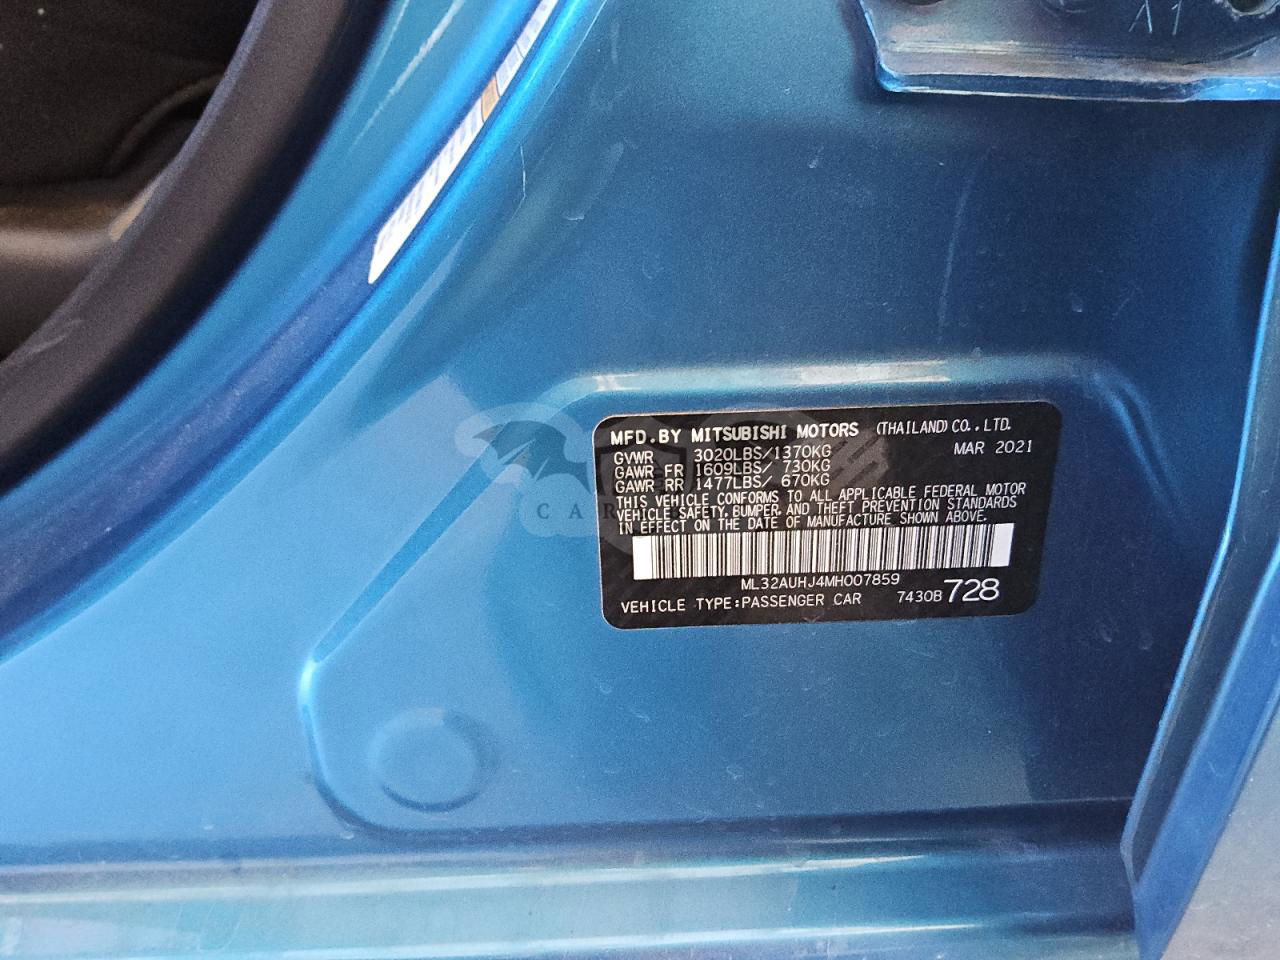 A1
MFD.BY MITSUBISHI MOTORS (THAILAND) CO.,LTD.
MAR 2021
GVWR 3020LBS/1370KG
GAWR FR 1609LBS/ 730KG
GAWR RR 1477LBS/ 670KG
THIS VEHICLE CONFORMS TO ALL APPLICABLE FEDERAL MOTOR
VEHICLE SAFETY, BUMPER, AND THEFT PREVENTION STANDARDS
IN EFFECT ON THE DATE OF MANUFACTURE SHOWN ABOVE.
ML32AUHJ4MH007859
VEHICLE TYPE:PASSENGER CAR 7430B 728